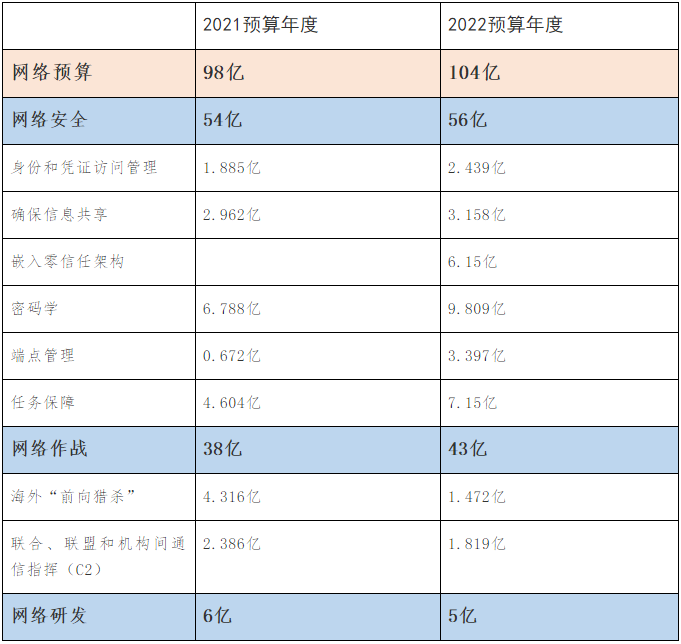 2021预算年度 2022预算年度
网络预算 98亿 104亿
网络安全 54亿 56亿
身份和凭证访问管理 1.885亿 2.439亿
确保信息共享 2.962亿 3.158亿
嵌入零信任架构 6.15亿
密码学 6.788亿 9.809亿
端点管理 0.672亿 3.397亿
任务保障 4.604亿 7.15亿
网络作战 38亿 43亿
海外“前向猎杀” 4.316亿 1.472亿
联合、联盟和机构间通 2.386亿 1.819亿
信指挥（C2）
网络研发 6亿 5亿